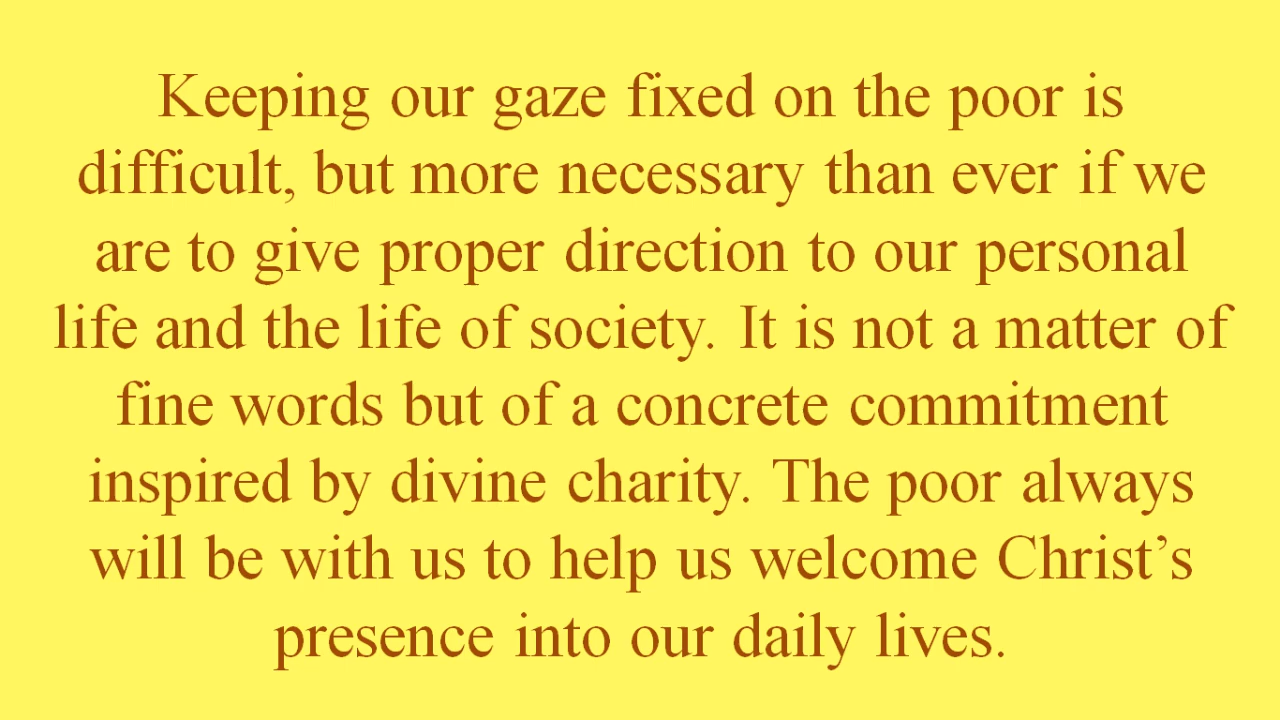 Keeping our gaze fixed on the poor is
difficult, but more necessary than ever if we
are to give proper direction to our personal
life and the life of society. It is not a matter of
fine words but of a concrete commitment
inspired by divine charity. The poor always
will be with us to help us welcome Christ’s
presence into our daily lives.